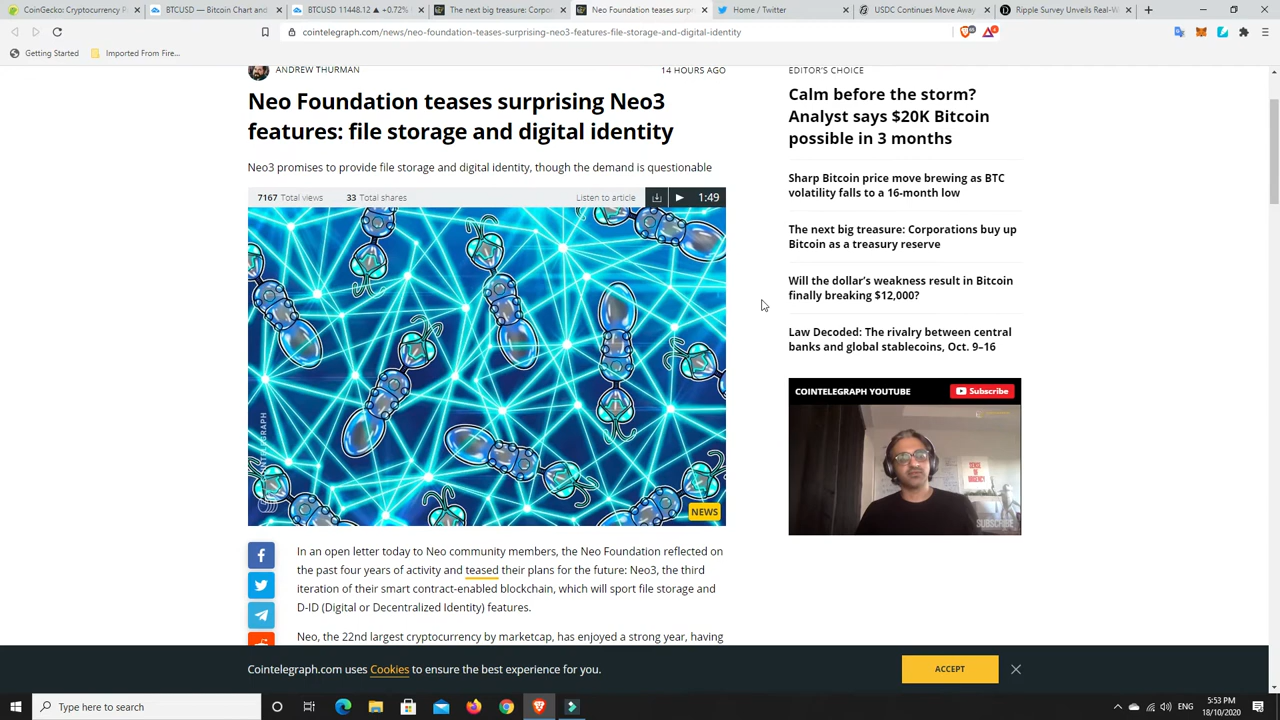 CoinGecko: Cryptocurrency P
BTCUSD — Bitcoin Chart and
BTCUSD 11448.12 ▲ +0.72%
The next big treasure: Corpor
Neo Foundation teases surpr
Home / Twitter
USDC Continues Move Away
Ripple Survey Unveils Real-W
cointelegraph.com/news/neo-foundation-teases-surprising-neo3-features-file-storage-and-digital-identity
Getting Started
Imported From Fire...
ANDREW THURMAN
14 HOURS AGO
Neo Foundation teases surprising Neo3
features: file storage and digital identity
Neo3 promises to provide file storage and digital identity, though the demand is questionable
7167 Total views
33 Total shares
Listen to article
1:49
COINTELEGRAPH
NEWS
In an open letter today to Neo community members, the Neo Foundation reflected on
the past four years of activity and teased their plans for the future: Neo3, the third
iteration of their smart contract-enabled blockchain, which will sport file storage and
D-ID (Digital or Decentralized Identity) features.
Neo, the 22nd largest cryptocurrency by marketcap, has enjoyed a strong year, having
EDITOR'S CHOICE
Calm before the storm?
Analyst says $20K Bitcoin
possible in 3 months
Sharp Bitcoin price move brewing as BTC
volatility falls to a 16-month low
The next big treasure: Corporations buy up
Bitcoin as a treasury reserve
Will the dollar's weakness result in Bitcoin
finally breaking $12,000?
Law Decoded: The rivalry between central
banks and global stablecoins, Oct. 9–16
COINTELEGRAPH YOUTUBE
Subscribe
SENSE
OF
URGENCY
SUBSCRIBE
Cointelegraph.com uses Cookies to ensure the best experience for you.
ACCEPT
Type here to search
ENG
5:53 PM
18/10/2020